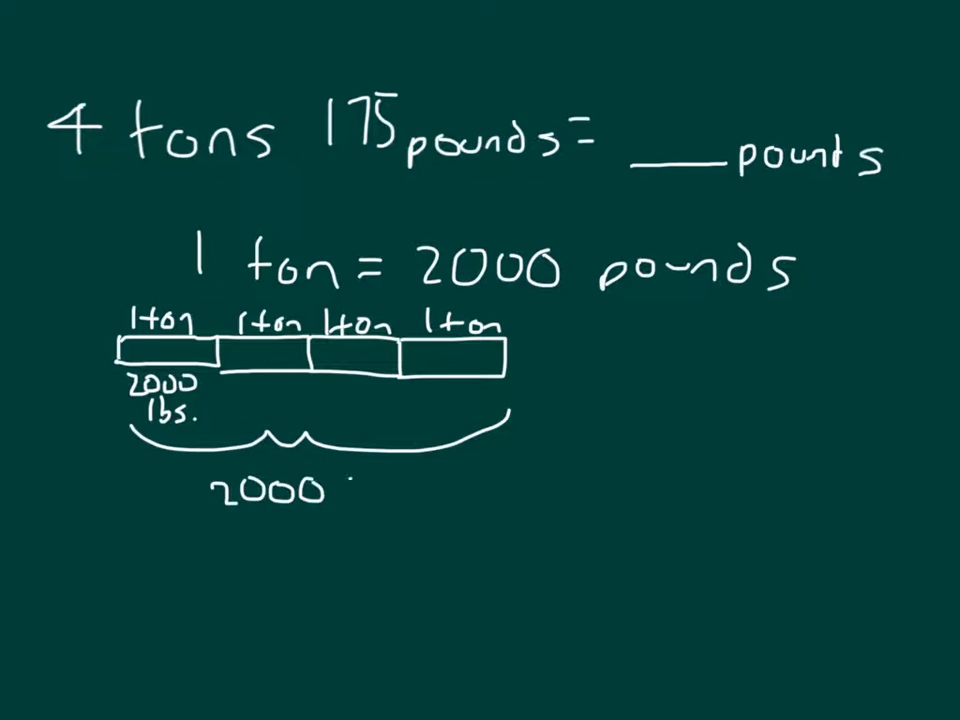 4 tons 175 pounds = ___ pounds
1 ton = 2000 pounds
1 ton 1 ton 1 ton 1 ton
2000
lbs.
2000